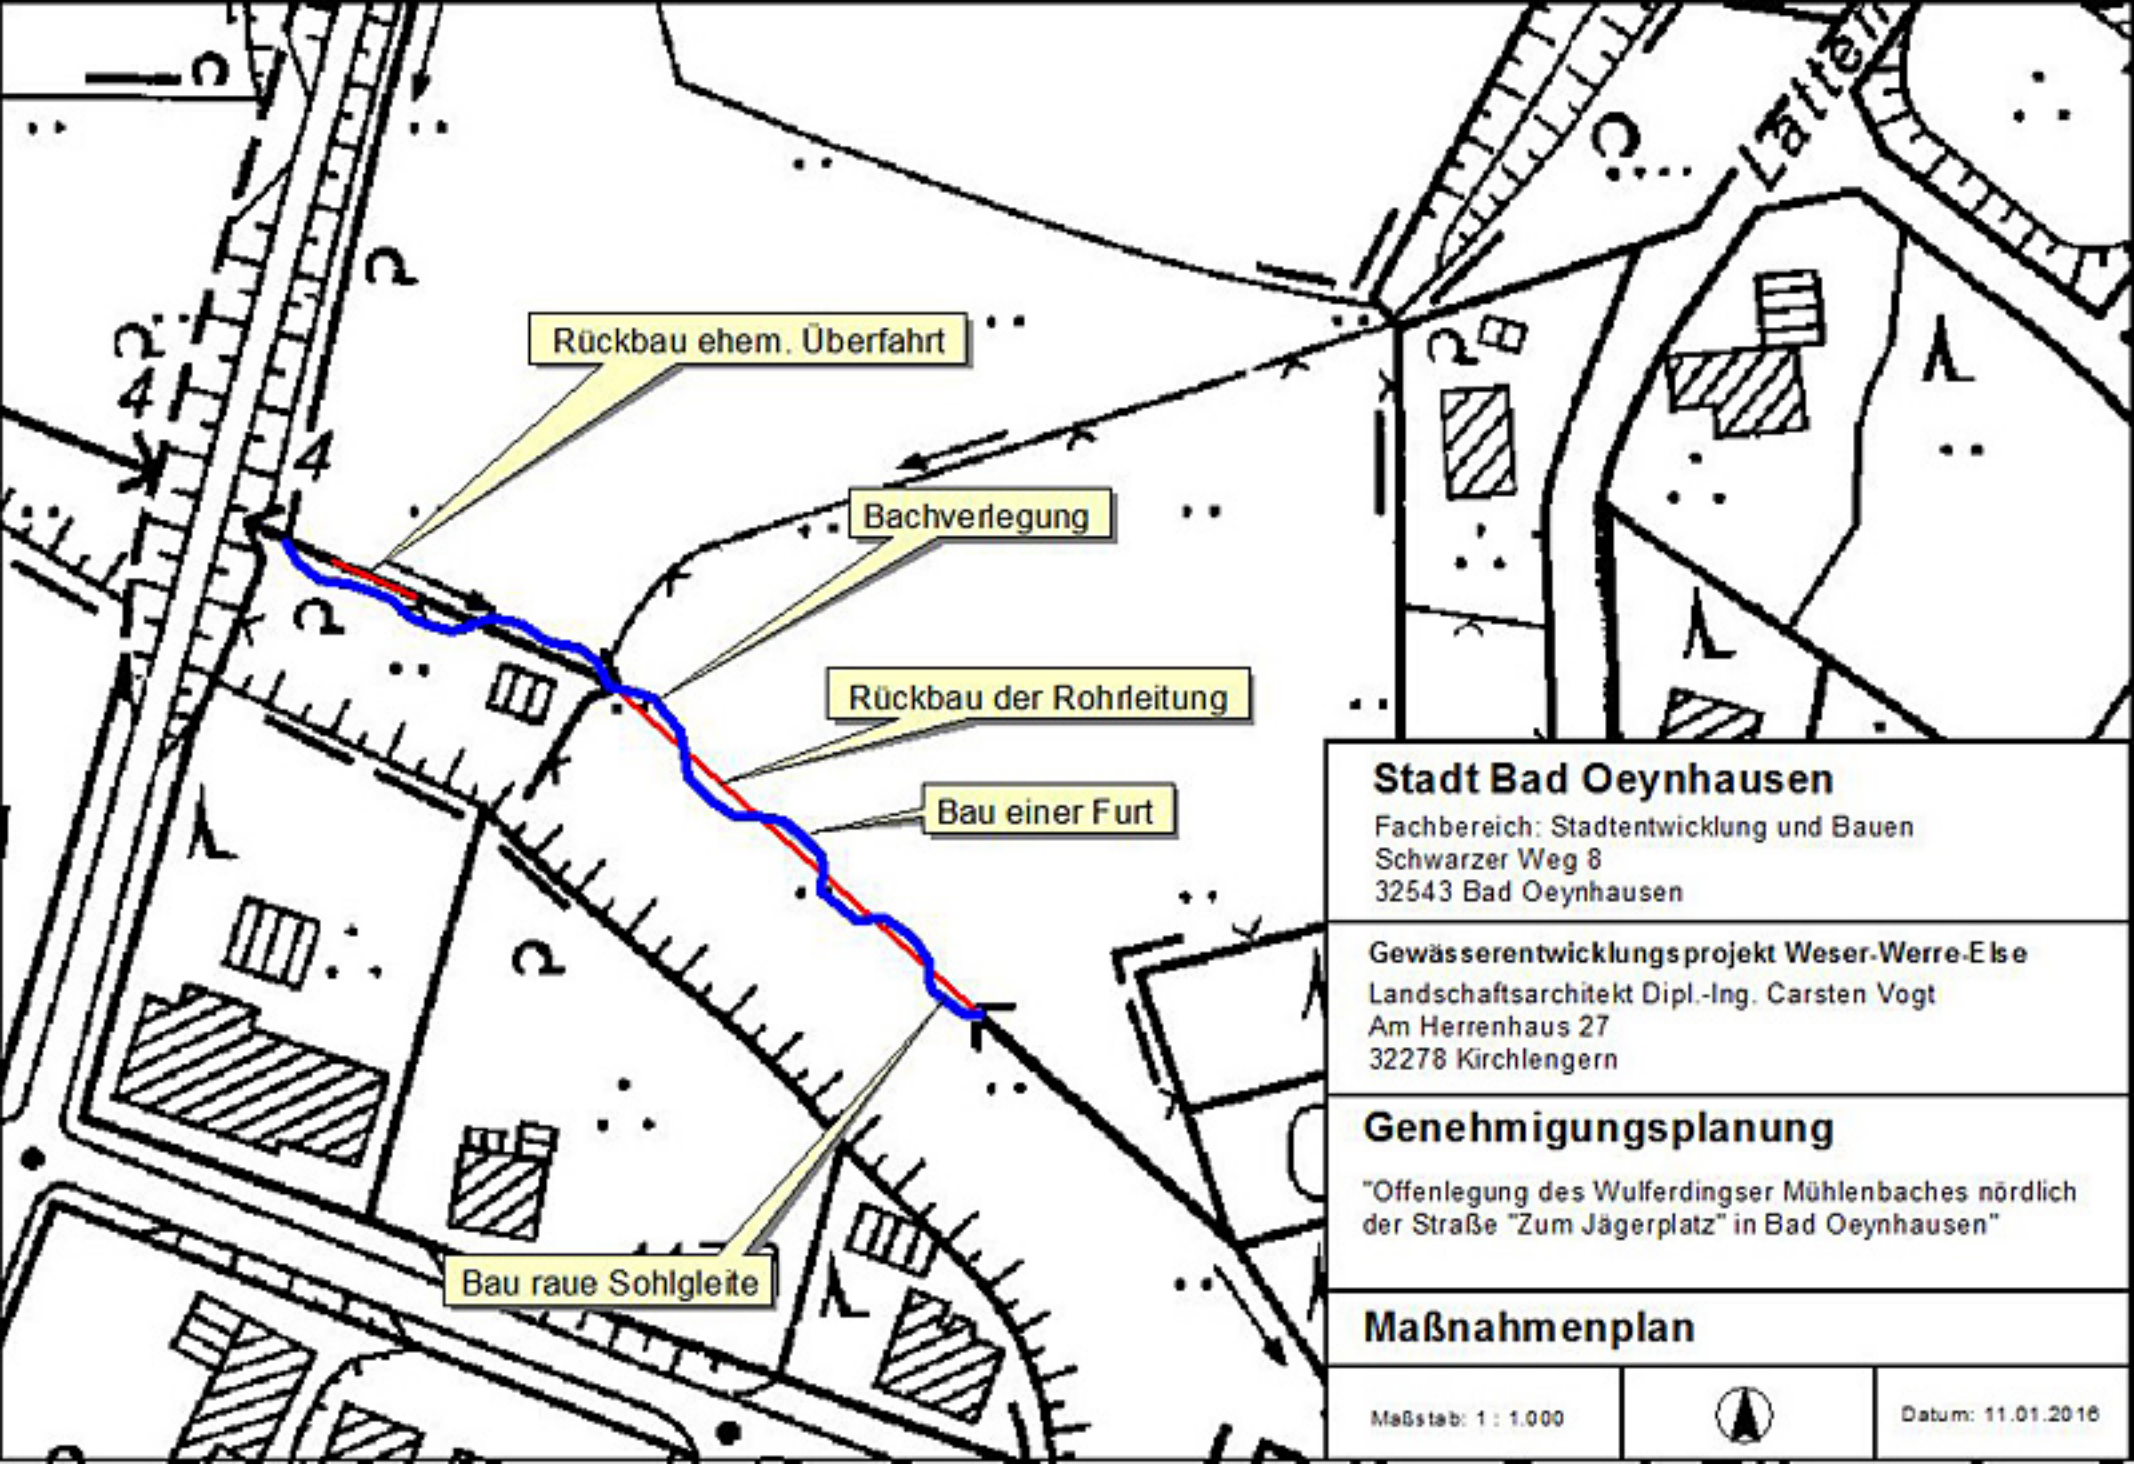 Lätten
4
4
Rückbau ehem. Überfahrt
Bachverlegung
Rückbau der Rohrleitung
Bau einer Furt
Bau raue Sohlgleite
Stadt Bad Oeynhausen
Fachbereich: Stadtentwicklung und Bauen
Schwarzer Weg 8
32543 Bad Oeynhausen
Gewässerentwicklungsprojekt Weser-Werre-Else
Landschaftsarchitekt Dipl.-Ing. Carsten Vogt
Am Herrenhaus 27
32278 Kirchlengern
Genehmigungsplanung
"Offenlegung des Wulferdingser Mühlenbaches nördlich
der Straße "Zum Jägerplatz" in Bad Oeynhausen"
Maßnahmenplan
Maßstab: 1 : 1.000
Datum: 11.01.2016